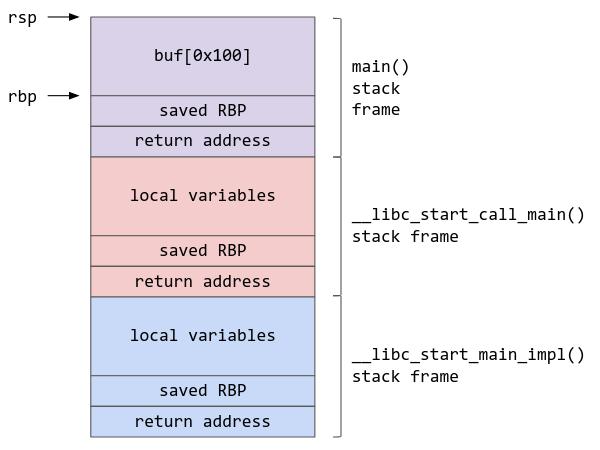 rsp
buf[0x100]
rbp
saved RBP
return address
main()
stack
frame
local variables
saved RBP
return address
__libc_start_call_main()
stack frame
local variables
saved RBP
return address
__libc_start_main_impl()
stack frame